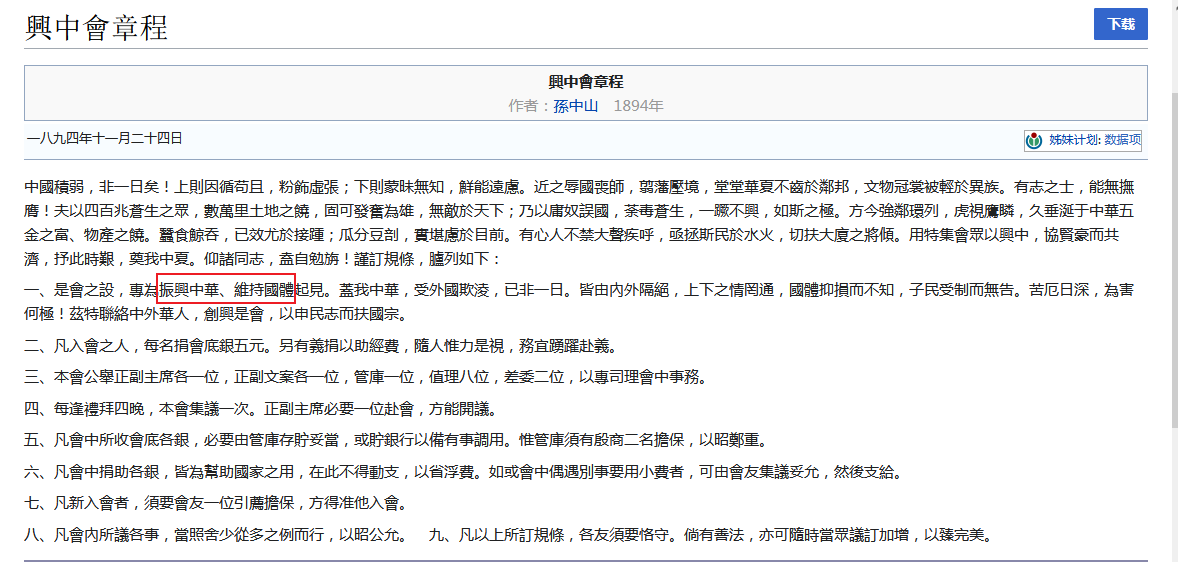 興中會章程
下载
興中會章程
作者：孫中山　1894年
一八九四年十一月二十四日
姊妹计划: 数据项
中國積弱，非一日矣！上則因循苟且，粉飾虛張；下則蒙昧無知，鮮能遠慮。近之辱國喪師，翦藩壓境，堂堂華夏不齒於鄰邦，文物冠裳被輕於異族。有志之士，能無撫
膺！夫以四百兆蒼生之眾，數萬里土地之饒，固可發奮為雄，無敵於天下；乃以庸奴誤國，荼毒蒼生，一蹶不興，如斯之極。方今強鄰環列，虎視鷹瞵，久垂涎于中華五
金之富、物產之饒。蠶食鯨吞，已效尤於接踵；瓜分豆剖，實堪慮於目前。有心人不禁大聲疾呼，亟拯斯民於水火，切扶大廈之將傾。用特集會眾以興中，協賢豪而共
濟，抒此時艱，奠我中夏。仰諸同志，盍自勉旃！謹訂規條，臚列如下：
一、是會之設，專為振興中華、維持國體起見。蓋我中華，受外國欺淩，已非一日。皆由內外隔絕，上下之情罔通，國體抑損而不知，子民受制而無告。苦厄日深，為害
何極！茲特聯絡中外華人，創興是會，以申民志而扶國宗。
二、凡入會之人，每名捐會底銀五元。另有義捐以助經費，隨人惟力是視，務宜踴躍赴義。
三、本會公舉正副主席各一位，正副文案各一位，管庫一位，值理八位，差委二位，以專司理會中事務。
四、每逢禮拜四晚，本會集議一次。正副主席必要一位赴會，方能開議。
五、凡會中所收會底各銀，必要由管庫存貯妥當，或貯銀行以備有事調用。惟管庫須有殷商二名擔保，以昭鄭重。
六、凡會中捐助各銀，皆為幫助國家之用，在此不得動支，以省浮費。如或會中偶遇別事要用小費者，可由會友集議妥允，然後支給。
七、凡新入會者，須要會友一位引薦擔保，方得准他入會。
八、凡會內所議各事，當照舍少從多之例而行，以昭公允。　九、凡以上所訂規條，各友須要恪守。倘有善法，亦可隨時當眾議訂加增，以臻完美。